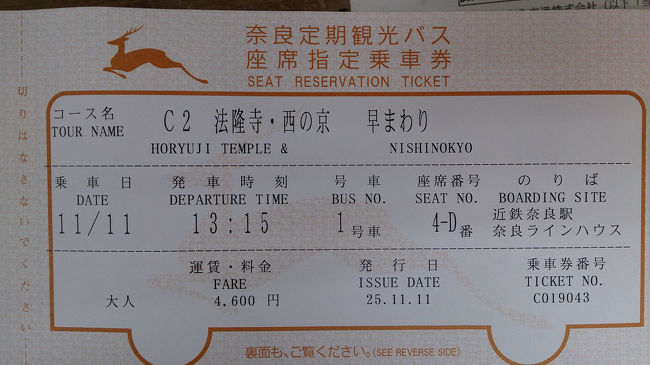 奈良定期観光バス
座席指定乗車券
SEAT RESERVATION TICKET
切りはなさないでください
コース名 C2 法隆寺・西の京 早まわり
TOUR NAME HORYUJI TEMPLE & NISHINOKYO
乗車日 発車時刻 号車 座席番号 のりば
DATE DEPARTURE TIME BUS NO. SEAT NO. BOARDING SITE
11/11 13:15 1号車 4-D番 近鉄奈良駅
奈良ラインハウス
運賃・料金 発行日 乗車券番号
FARE ISSUE DATE TICKET NO.
大人 4,600 円 25.11.11 C019043
裏面も、ご覧ください。(SEE REVERSE SIDE)